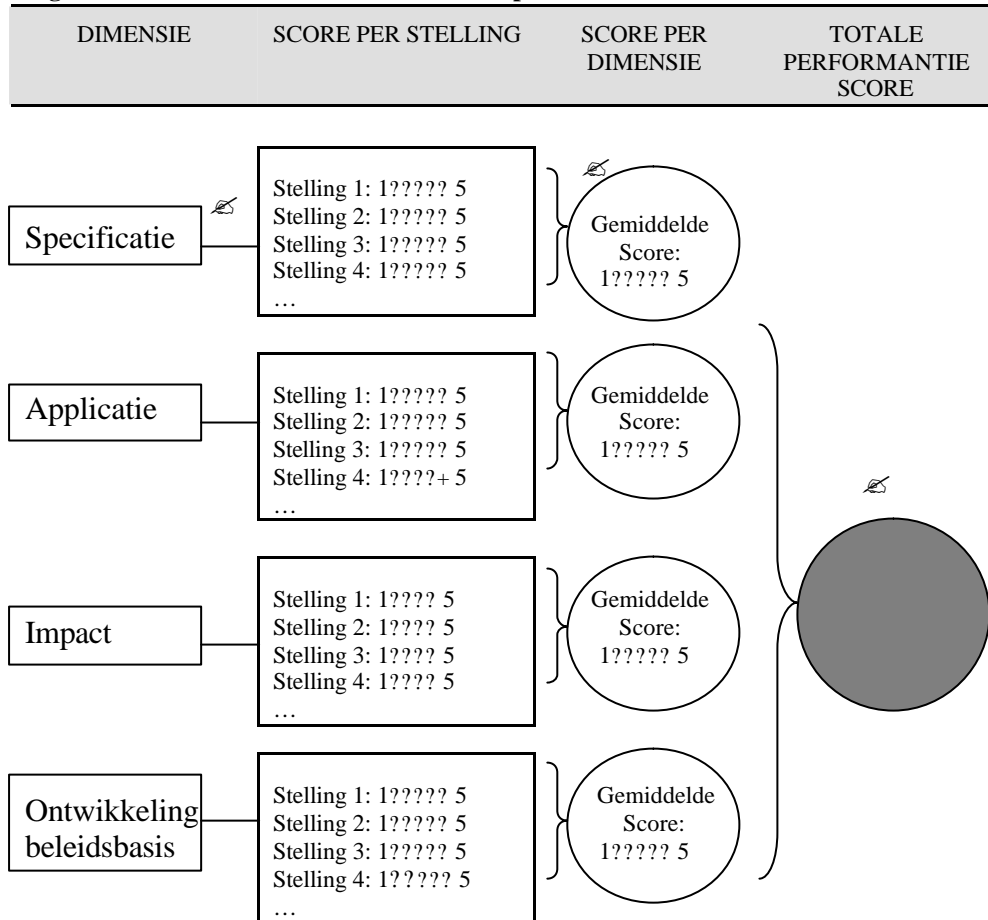 DIMENSIE SCORE PER STELLING SCORE PER DIMENSIE TOTALE PERFORMANTIE SCORE
Specificatie
Stelling 1: 1????? 5
Stelling 2: 1????? 5
Stelling 3: 1????? 5
Stelling 4: 1????? 5
…
Gemiddelde
Score:
1????? 5
Applicatie
Stelling 1: 1????? 5
Stelling 2: 1????? 5
Stelling 3: 1????? 5
Stelling 4: 1????+ 5
…
Gemiddelde
Score:
1????? 5
Impact
Stelling 1: 1???? 5
Stelling 2: 1???? 5
Stelling 3: 1???? 5
Stelling 4: 1???? 5
…
Gemiddelde
Score:
1????? 5
Ontwikkeling
beleidsbasis
Stelling 1: 1????? 5
Stelling 2: 1????? 5
Stelling 3: 1????? 5
Stelling 4: 1????? 5
…
Gemiddelde
Score:
1????? 5